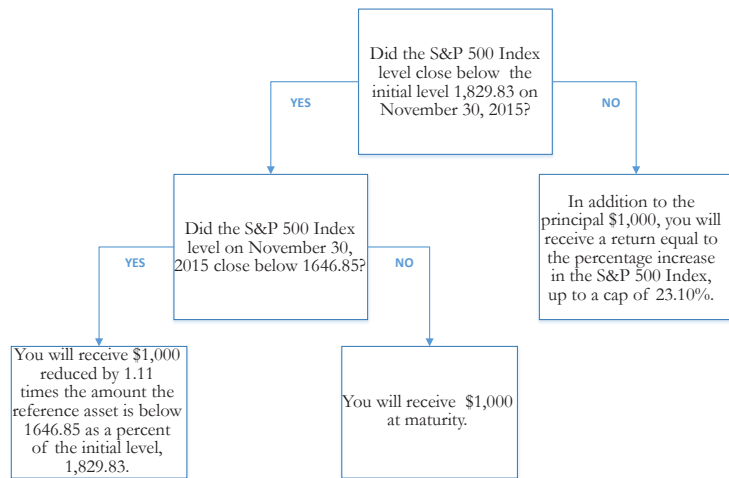 Did the S&P 500 Index
level close below the
initial level 1,829.83 on
November 30, 2015?
YES
NO
Did the S&P 500 Index
level on November 30,
2015 close below 1646.85?
In addition to the
principal $1,000, you will
receive a return equal to
the percentage increase
in the S&P 500 Index,
up to a cap of 23.10%.
YES
NO
You will receive $1,000
reduced by 1.11
times the amount the
reference asset is below
1646.85 as a percent
of the initial level,
1,829.83.
You will receive $1,000
at maturity.